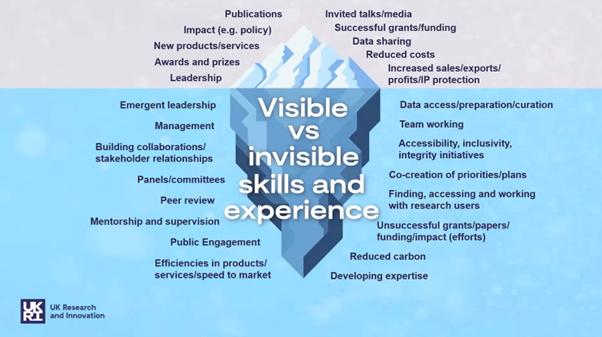 Publications
Impact (e.g. policy)
New products/services
Awards and prizes
Leadership
Invited talks/media
Successful grants/funding
Data sharing
Reduced costs
Increased sales/exports/
profits/IP protection
Visible
vs
invisible
skills and
experience
Emergent leadership
Management
Building collaborations/
stakeholder relationships
Panels/committees
Peer review
Mentorship and supervision
Public Engagement
Efficiencies in products/
services/speed to market
Data access/preparation/curation
Team working
Accessibility, inclusivity,
integrity initiatives
Co-creation of priorities/plans
Finding, accessing and working
with research users
Unsuccessful grants/papers/
funding/impact (efforts)
Reduced carbon
Developing expertise
UK
RI
UK Research
and Innovation